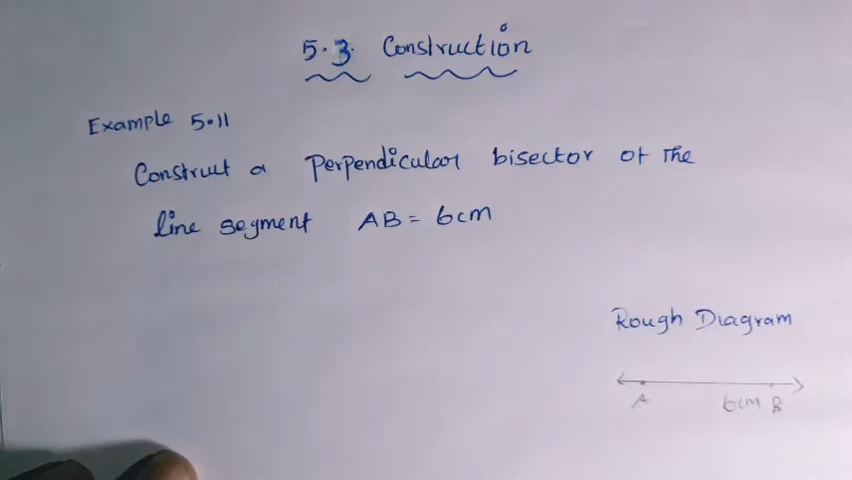 5.3. Construction
Example 5.11
Construct a Perpendicular bisector of the
line segment AB = 6cm
Rough Diagram
A 6cm B